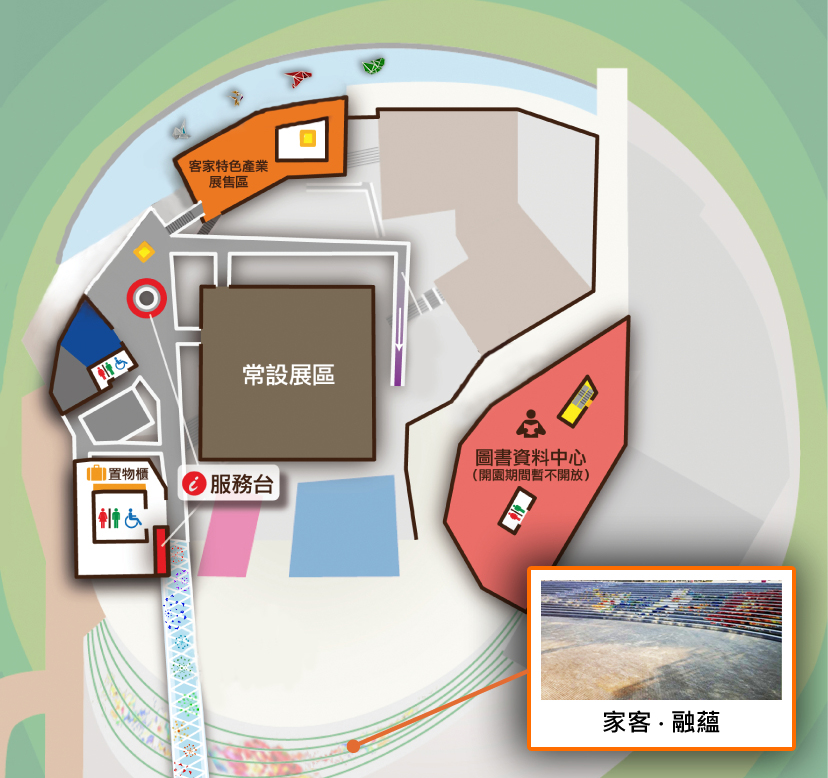 客家特色產業
展售區
常設展區
置物櫃
i 服務台
圖書資料中心
(開園期間暫不開放)
家客 · 融蘊